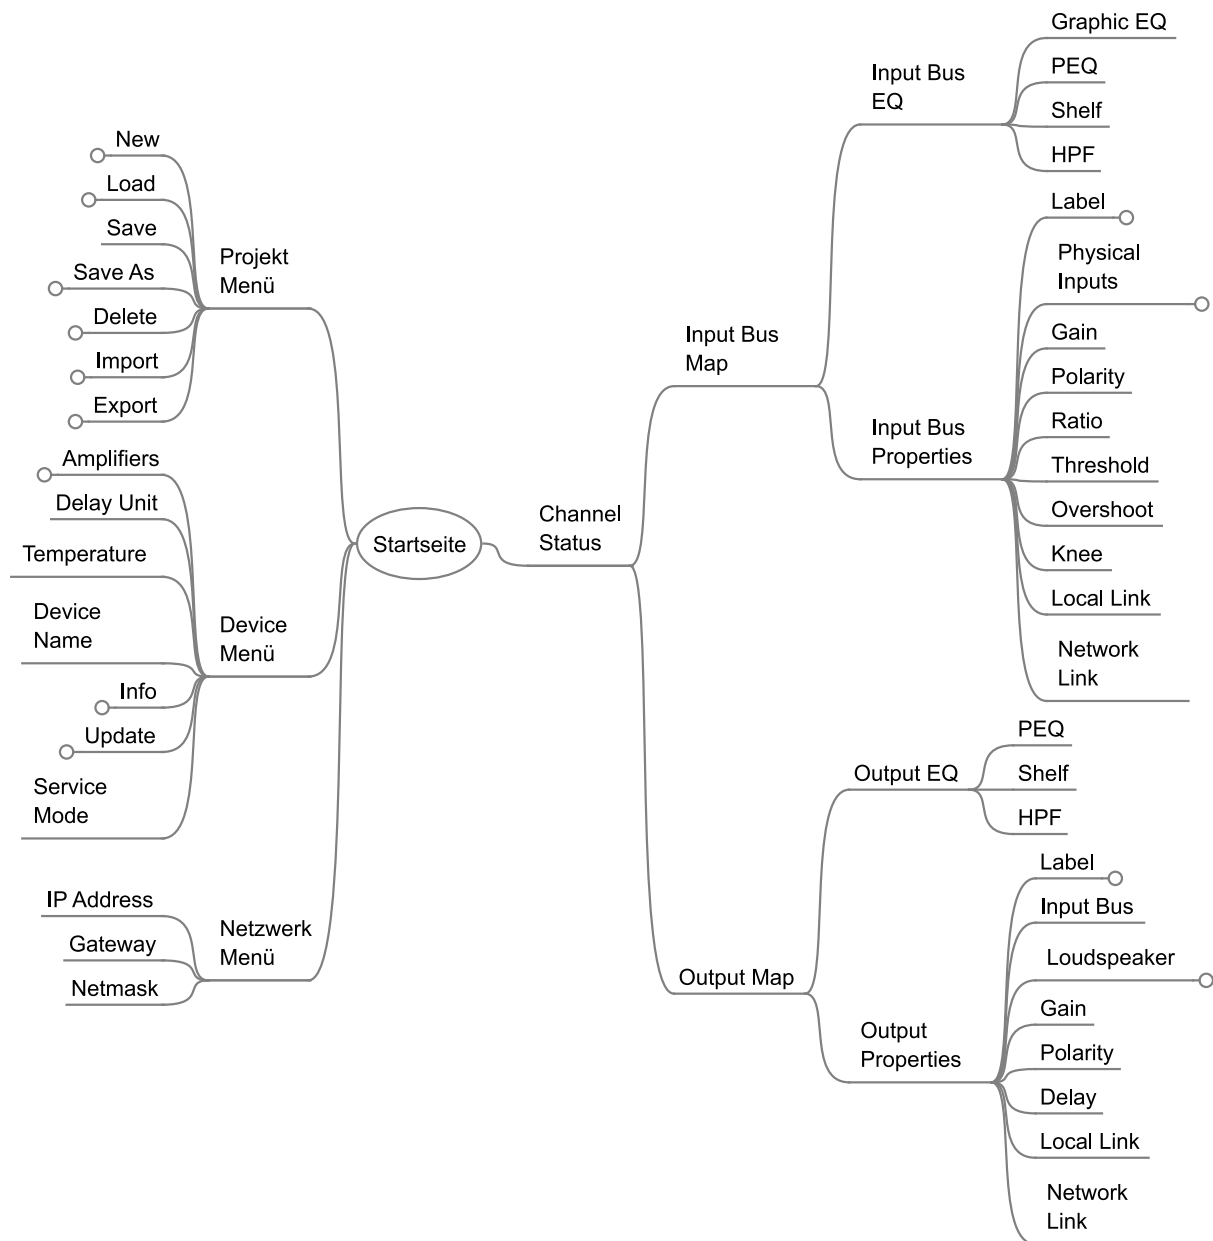 New
Load
Save
Save As
Delete
Import
Export
Projekt
Menü
Amplifiers
Delay Unit
Temperature
Device
Name
Info
Update
Service
Mode
Device
Menü
IP Address
Gateway
Netmask
Netzwerk
Menü
Startseite
Channel
Status
Input Bus
Map
Input Bus
EQ
Graphic EQ
PEQ
Shelf
HPF
Input Bus
Properties
Label
Physical
Inputs
Gain
Polarity
Ratio
Threshold
Overshoot
Knee
Local Link
Network
Link
Output Map
Output EQ
PEQ
Shelf
HPF
Output
Properties
Label
Input Bus
Loudspeaker
Gain
Polarity
Delay
Local Link
Network
Link